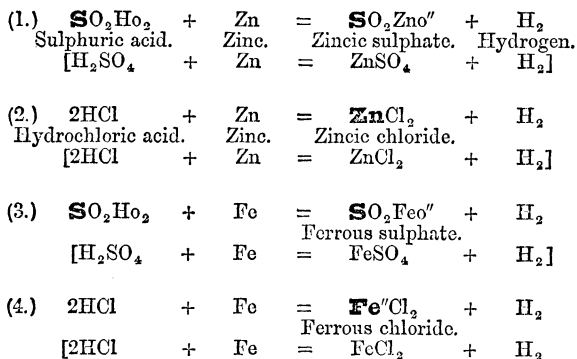 (1.) SO₂Ho₂ + Zn = SO₂Zno″ + H₂
Sulphuric acid. Zinc. Zincic sulphate. Hydrogen.
[H₂SO₄ + Zn = ZnSO₄ + H₂]
(2.) 2HCl + Zn = ZnCl₂ + H₂
Hydrochloric acid. Zinc. Zincic chloride.
[2HCl + Zn = ZnCl₂ + H₂]
(3.) SO₂Ho₂ + Fe = SO₂Feo″ + H₂
Ferrous sulphate.
[H₂SO₄ + Fe = FeSO₄ + H₂]
(4.) 2HCl + Fe = Fe″Cl₂ + H₂
Ferrous chloride.
[2HCl + Fe = FeCl₂ + H₂